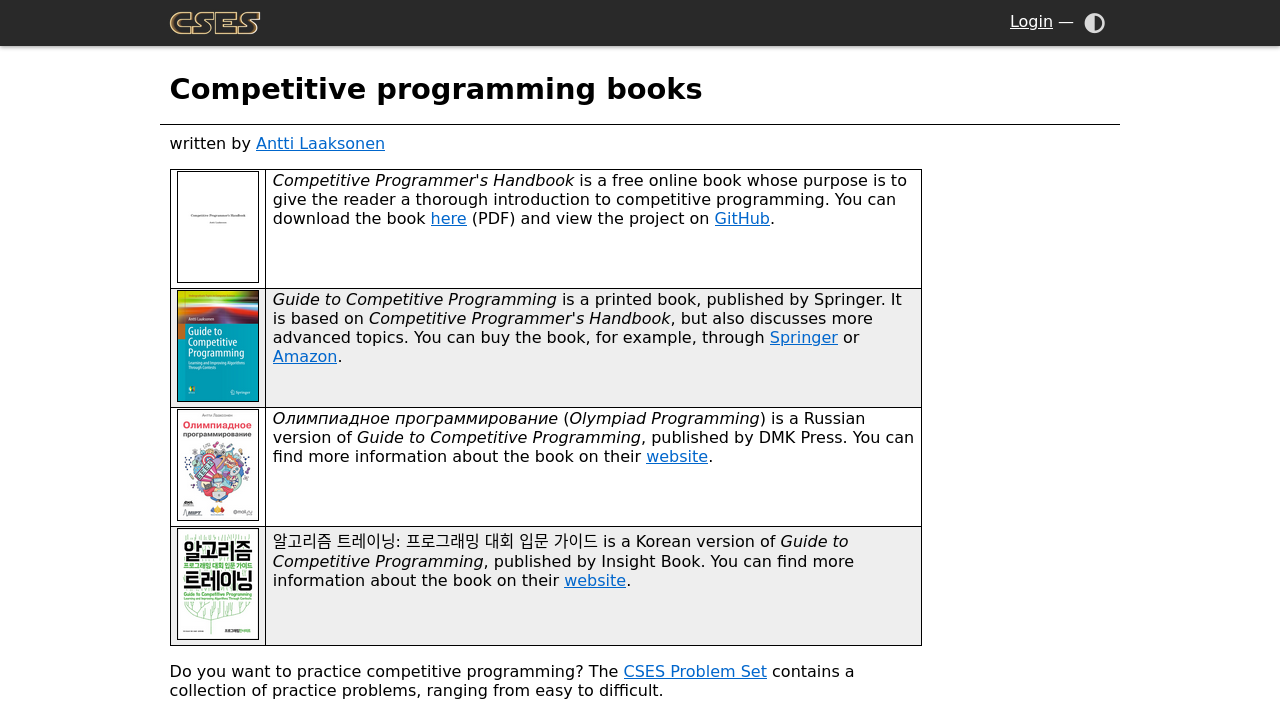 CSES
Login —
Competitive programming books
written by Antti Laaksonen
Competitive Programmer's Handbook
Antti Laaksonen
Competitive Programmer's Handbook is a free online book whose purpose is to
give the reader a thorough introduction to competitive programming. You can
download the book here (PDF) and view the project on GitHub.
Antti Laaksonen
Guide to
Competitive
Programming
Learning and Improving Algorithms
Through Contests
Springer
Guide to Competitive Programming is a printed book, published by Springer. It
is based on Competitive Programmer's Handbook, but also discusses more
advanced topics. You can buy the book, for example, through Springer or
Amazon.
Антти Лааксонен
Олимпиадное
программирование
Олимпиадное программирование (Olympiad Programming) is a Russian
version of Guide to Competitive Programming, published by DMK Press. You can
find more information about the book on their website.
알고리즘
프로그래밍 대회 입문 가이드
트레이닝
Guide to Competitive Programming
Learning and Improving Algorithms Through Contests
알고리즘 트레이닝: 프로그래밍 대회 입문 가이드 is a Korean version of Guide to
Competitive Programming, published by Insight Book. You can find more
information about the book on their website.
Do you want to practice competitive programming? The CSES Problem Set contains a
collection of practice problems, ranging from easy to difficult.